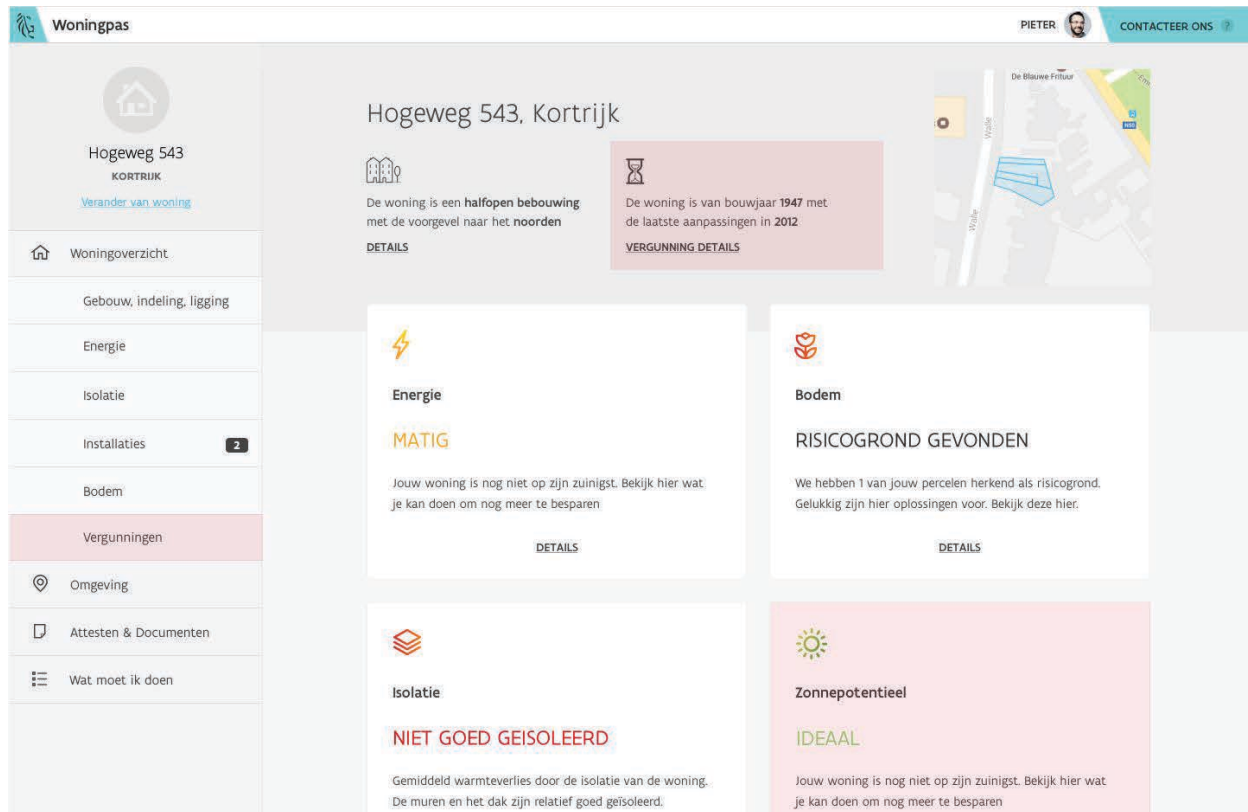 Woningpas
PIETER
CONTACTEER ONS ?
Hogeweg 543
KORTRIJK
Verander van woning
Woningoverzicht
Gebouw, indeling, ligging
Energie
Isolatie
Installaties 2
Bodem
Vergunningen
Omgeving
Attesten & Documenten
Wat moet ik doen
Hogeweg 543, Kortrijk
De woning is een halfopen bebouwing
met de voorgevel naar het noorden
DETAILS
De woning is van bouwjaar 1947 met
de laatste aanpassingen in 2012
VERGUNNING DETAILS
De Blauwe Frituur
Walle
N50
Walle
Energie
MATIG
Jouw woning is nog niet op zijn zuinigst. Bekijk hier wat
je kan doen om nog meer te besparen
DETAILS
Bodem
RISICOGROND GEVONDEN
We hebben 1 van jouw percelen herkend als risicogrond.
Gelukkig zijn hier oplossingen voor. Bekijk deze hier.
DETAILS
Isolatie
NIET GOED GEISOLEERD
Gemiddeld warmteverlies door de isolatie van de woning.
De muren en het dak zijn relatief goed geïsoleerd.
Zonnepotentieel
IDEAAL
Jouw woning is nog niet op zijn zuinigst. Bekijk hier wat
je kan doen om nog meer te besparen